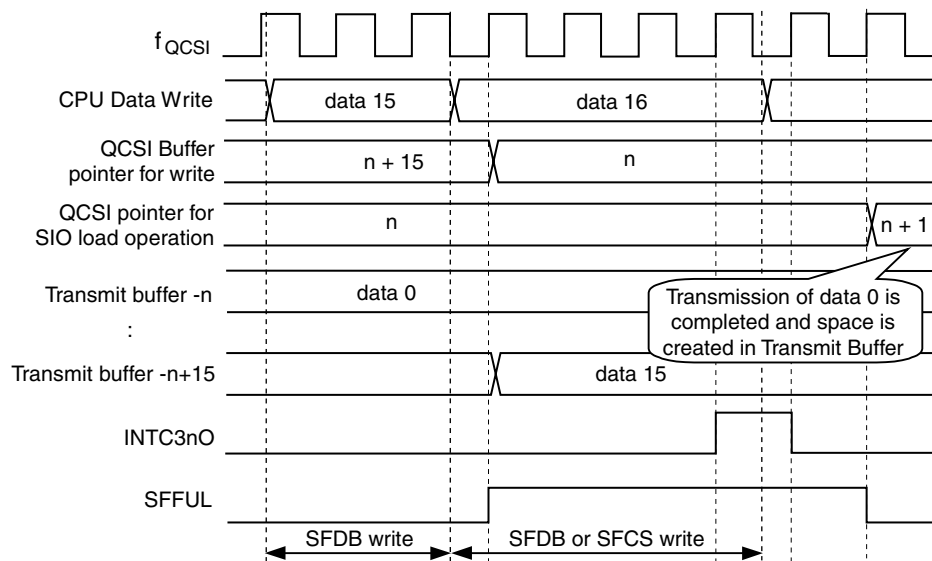 fQCSI
CPU Data Write
data 15
data 16
QCSI Buffer
pointer for write
n + 15
n
QCSI pointer for
SIO load operation
n
n + 1
Transmit buffer -n
data 0
Transmission of data 0 is
completed and space is
created in Transmit Buffer
:
Transmit buffer -n+15
data 15
INTC3nO
SFFUL
SFDB write
SFDB or SFCS write